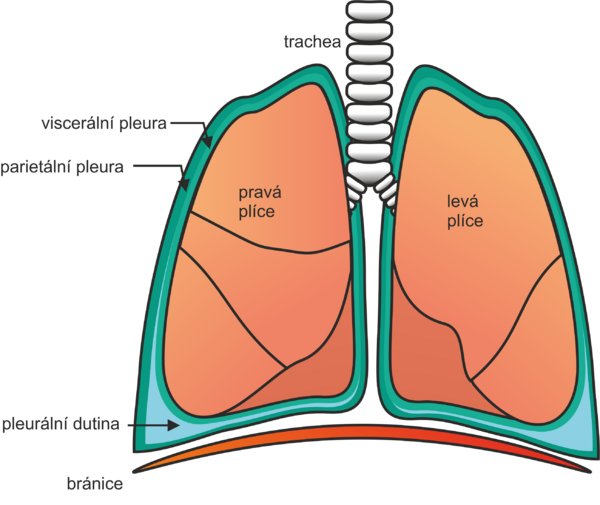 trachea
viscerální pleura
parietální pleura
pravá
plíce
levá
plíce
pleurální dutina
bránice